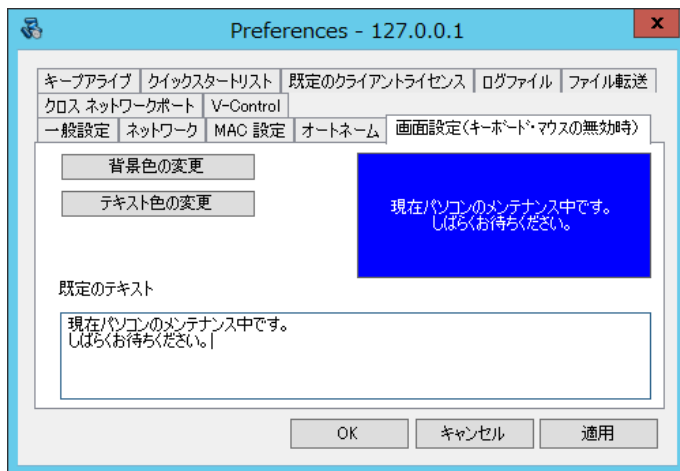 Preferences - 127.0.0.1
x
キープアライブ クイックスタートリスト 既定のクライアントライセンス ログファイル ファイル転送
クロス ネットワークポート V-Control
一般設定 ネットワーク MAC 設定 オートネーム 画面設定(キーボード・マウスの無効時)
背景色の変更
テキスト色の変更
現在パソコンのメンテナンス中です。
しばらくお待ちください。
既定のテキスト
現在パソコンのメンテナンス中です。
しばらくお待ちください。
OK キャンセル 適用